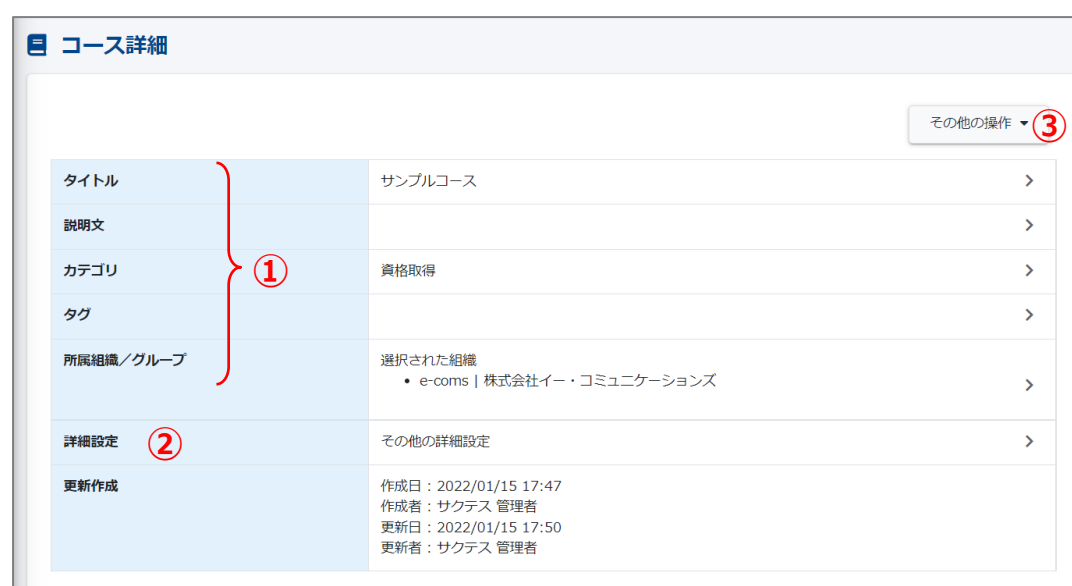 コース詳細
その他の操作 ③
タイトル サンプルコース
説明文
カテゴリ ① 資格取得
タグ
所属組織／グループ 選択された組織
• e-coms | 株式会社イー・コミュニケーションズ
詳細設定 ② その他の詳細設定
更新作成 作成日：2022/01/15 17:47
作成者：サクテス 管理者
更新日：2022/01/15 17:50
更新者：サクテス 管理者